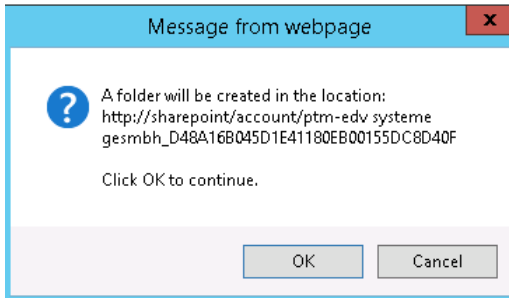 Message from webpage
x
?
A folder will be created in the location:
http://sharepoint/account/ptm-edv systeme
gesmbh_D48A16B045D1E41180EB00155DC8D40F
Click OK to continue.
OK
Cancel